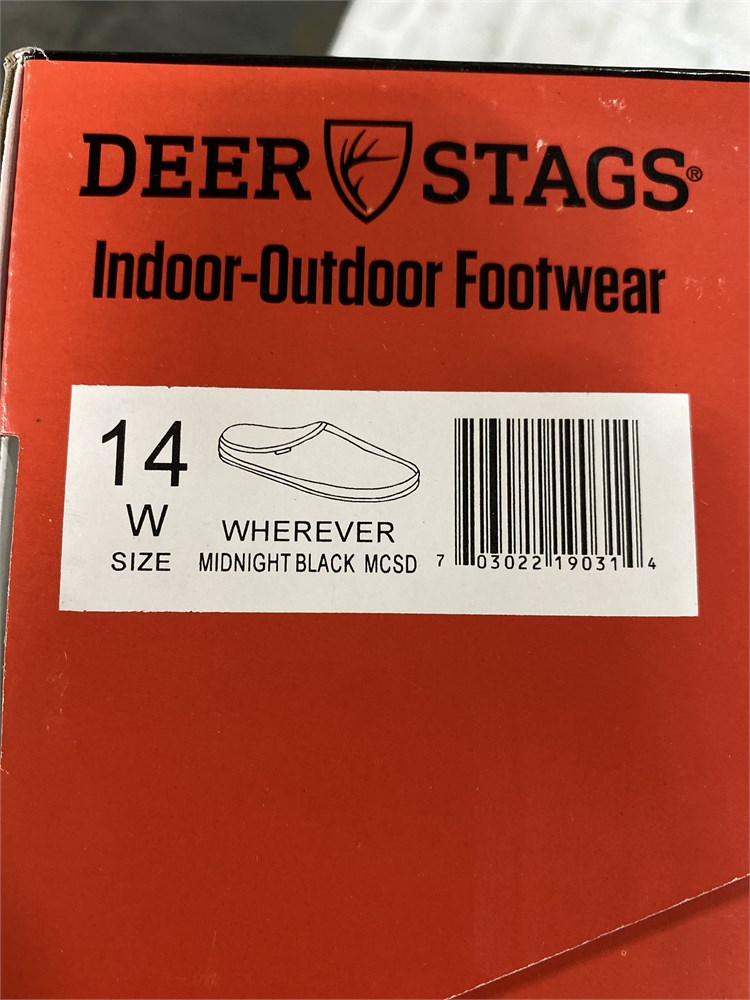 DEER STAGS®
Indoor-Outdoor Footwear
14
W
SIZE
WHEREVER
MIDNIGHT BLACK MCSD
7 03022 19031 4